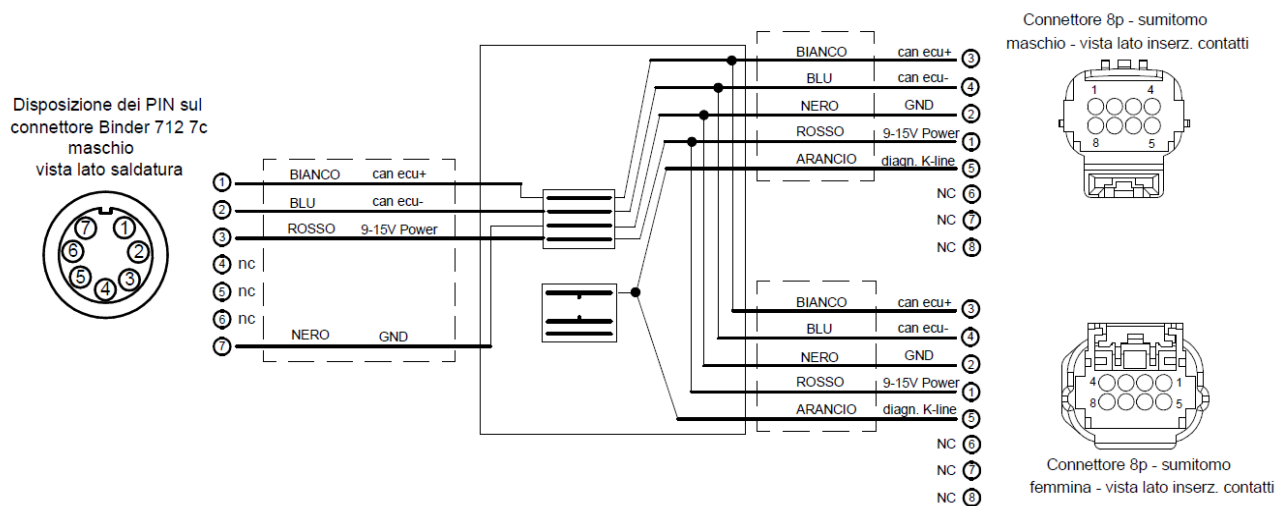 Disposizione dei PIN sul
connettore Binder 712 7c
maschio
vista lato saldatura
7 1
6 2
5 3
4
1 BIANCO can ecu+
2 BLU can ecu-
3 ROSSO 9-15V Power
4 nc
5 nc
6 nc
7 NERO GND
BIANCO can ecu+ 3
BLU can ecu- 4
NERO GND 2
ROSSO 9-15V Power 1
ARANCIO diagn. K-line 5
NC 6
NC 7
NC 8
BIANCO can ecu+ 3
BLU can ecu- 4
NERO GND 2
ROSSO 9-15V Power 1
ARANCIO diagn. K-line 5
NC 6
NC 7
NC 8
Connettore 8p - sumitomo
maschio - vista lato inserz. contatti
1 4
8 5
4 1
8 5
Connettore 8p - sumitomo
femmina - vista lato inserz. contatti